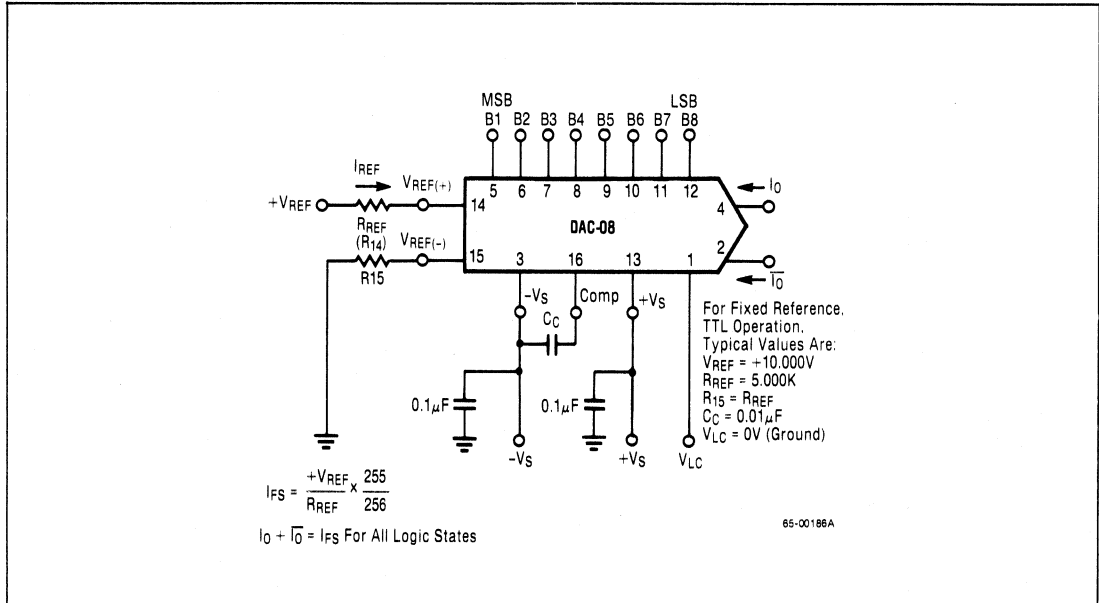 MSB LSB
B1 B2 B3 B4 B5 B6 B7 B8
5 6 7 8 9 10 11 12
IREF
+VREF
RREF
(R14)
VREF(+)
14
DAC-08
4
IO
R15
VREF(-)
15
3 16 13 1
2
I̅O̅
-VS Comp +VS
CC
0.1μF
0.1μF
-VS +VS VLC
For Fixed Reference,
TTL Operation,
Typical Values Are:
VREF = +10.000V
RREF = 5.000K
R15 = RREF
CC = 0.01μF
VLC = 0V (Ground)
IFS = +VREF/RREF × 255/256
IO + I̅O̅ = IFS For All Logic States
65-00186A